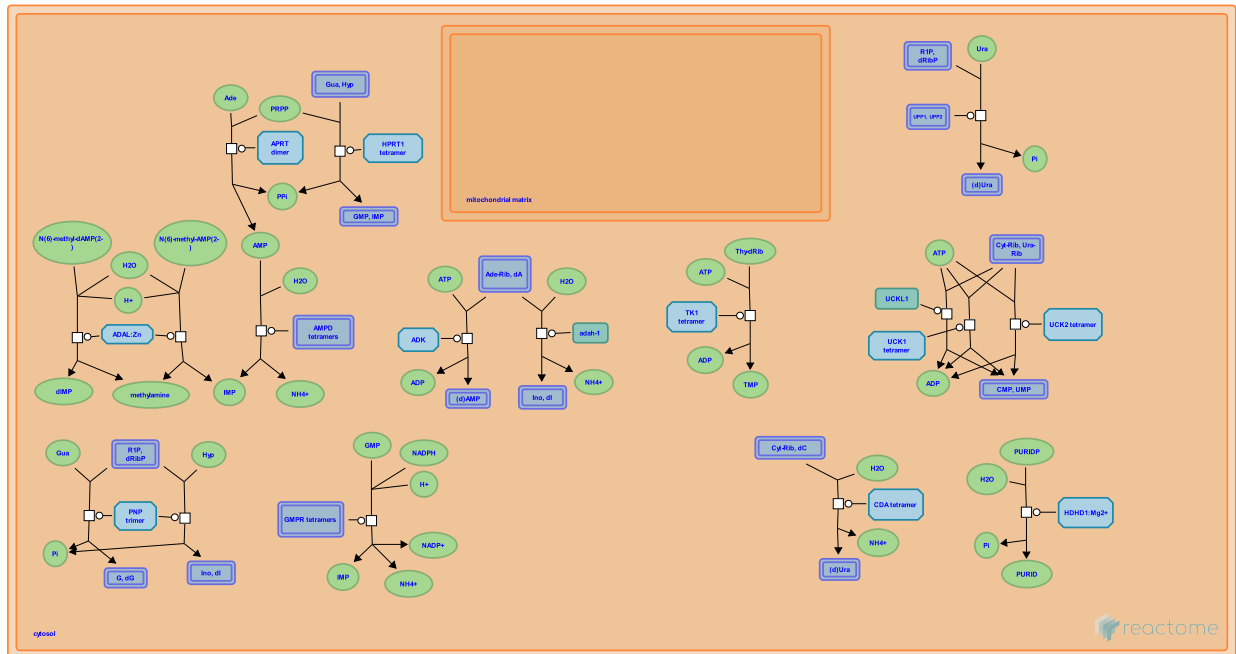 R1P,
dRibP
Ura
UPP1, UPP2
Pi
(d)Ura
Gua, Hyp
Ade
PRPP
APRT
dimer
HPRT1
tetramer
PPi
GMP, IMP
mitochondrial matrix
N(6)-methyl-dAMP(2-
)
N(6)-methyl-AMP(2-
)
AMP
H2O
H+
H2O
ADAL:Zn
AMPD
tetramers
dIMP
methylamine
IMP
NH4+
ATP
Ade-Rib, dA
H2O
ADK
adah-1
ADP
NH4+
(d)AMP
Ino, dI
ThydRib
ATP
TK1
tetramer
ADP
TMP
ATP
Cyt-Rib, Ura-
Rib
UCKL1
UCK1
tetramer
UCK2 tetramer
ADP
CMP, UMP
Gua
R1P,
dRibP
Hyp
PNP
trimer
Pi
G, dG
Ino, dI
GMP
NADPH
H+
GMPR tetramers
NADP+
IMP
NH4+
Cyt-Rib, dC
H2O
CDA tetramer
NH4+
(d)Ura
PURIDP
H2O
HDHD1:Mg2+
Pi
PURID
cytosol
reactome